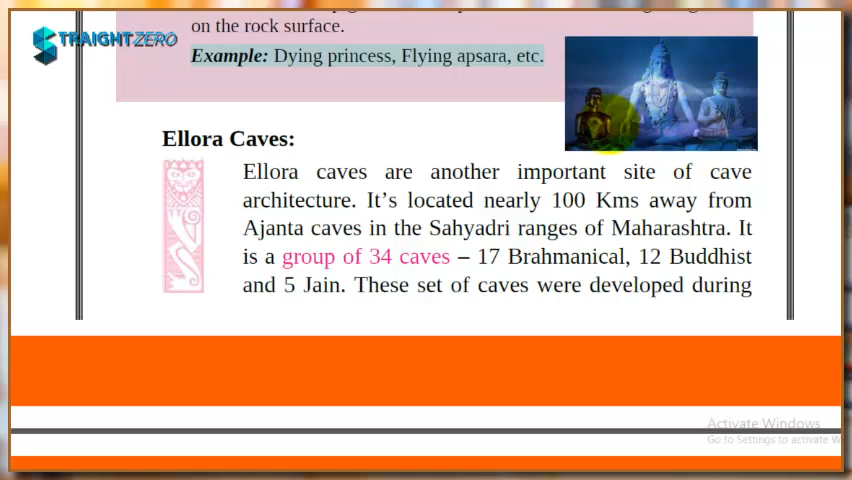 on the rock surface.
STRAIGHTZERO
Example: Dying princess, Flying apsara, etc.
Ellora Caves:
Ellora caves are another important site of cave
architecture. It's located nearly 100 Kms away from
Ajanta caves in the Sahyadri ranges of Maharashtra. It
is a group of 34 caves – 17 Brahmanical, 12 Buddhist
and 5 Jain. These set of caves were developed during
Activate Windows
Go to Settings to activate W